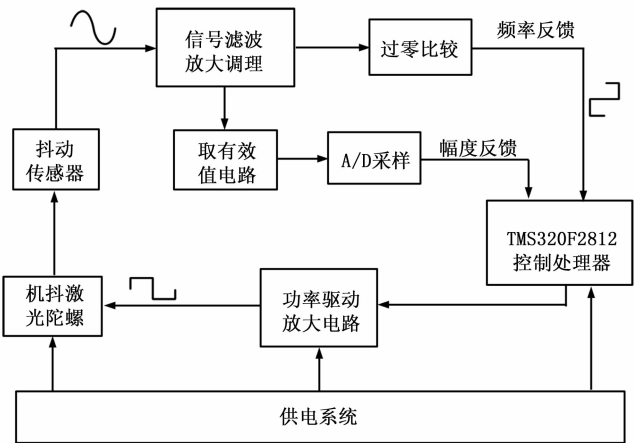 信号滤波
放大调理
过零比较
频率反馈
抖动
传感器
取有效
值电路
A/D采样
幅度反馈
TMS320F2812
控制处理器
机抖激
光陀螺
功率驱动
放大电路
供电系统